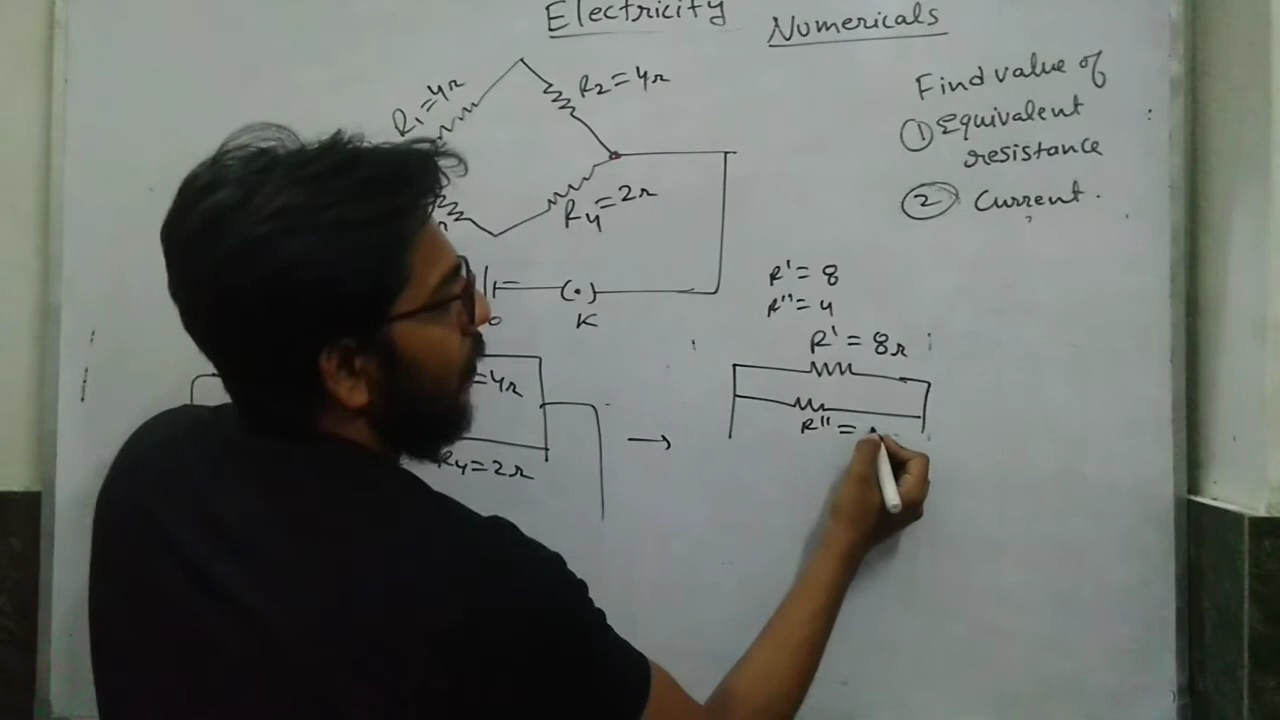 Electricity Numericals
R₁=4Ω
R₂=4Ω
R₄=2Ω
K
Find value of
① Equivalent
resistance
② Current.
R'= 8
R"= 4
R' = 8Ω
R" =
=4Ω
R₄=2Ω